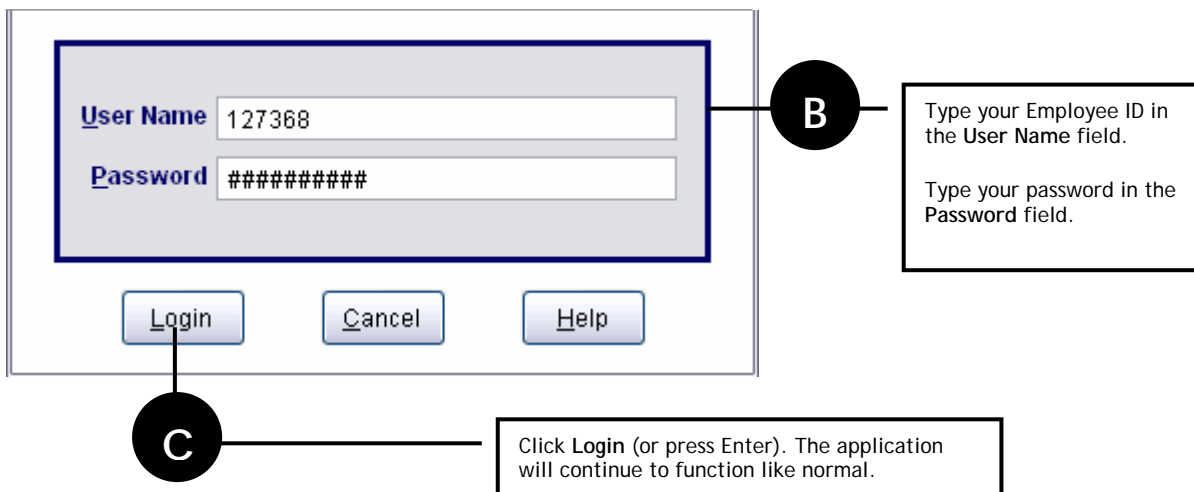 User Name 127368
B
Type your Employee ID in
the User Name field.
Password ##########
Type your password in the
Password field.
Login Cancel Help
C
Click Login (or press Enter). The application
will continue to function like normal.